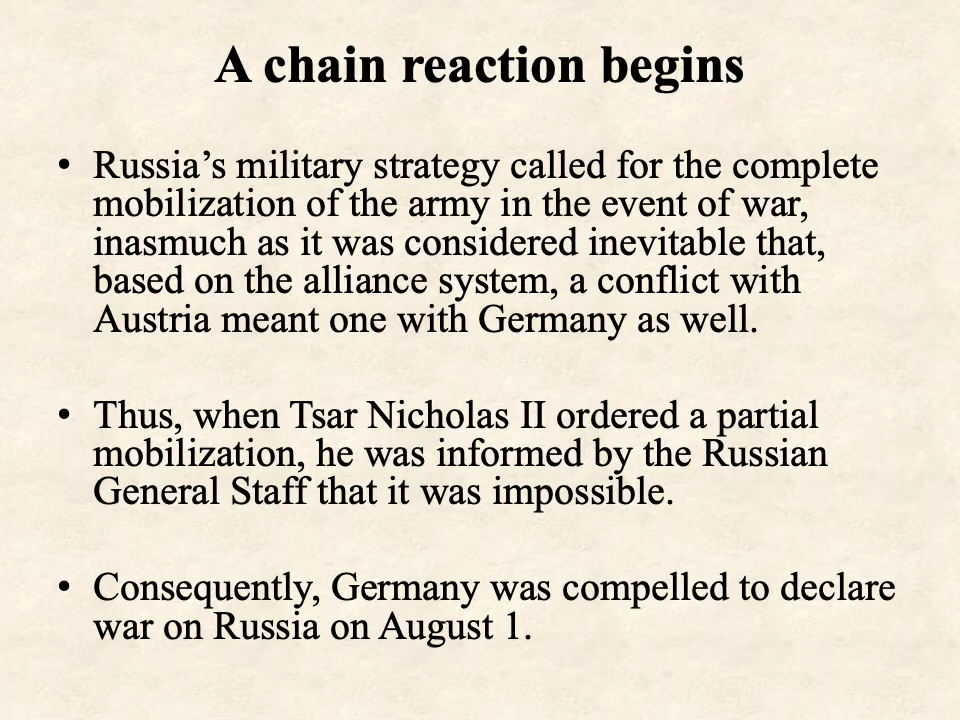 A chain reaction begins
• Russia’s military strategy called for the complete
mobilization of the army in the event of war,
inasmuch as it was considered inevitable that,
based on the alliance system, a conflict with
Austria meant one with Germany as well.
• Thus, when Tsar Nicholas II ordered a partial
mobilization, he was informed by the Russian
General Staff that it was impossible.
• Consequently, Germany was compelled to declare
war on Russia on August 1.